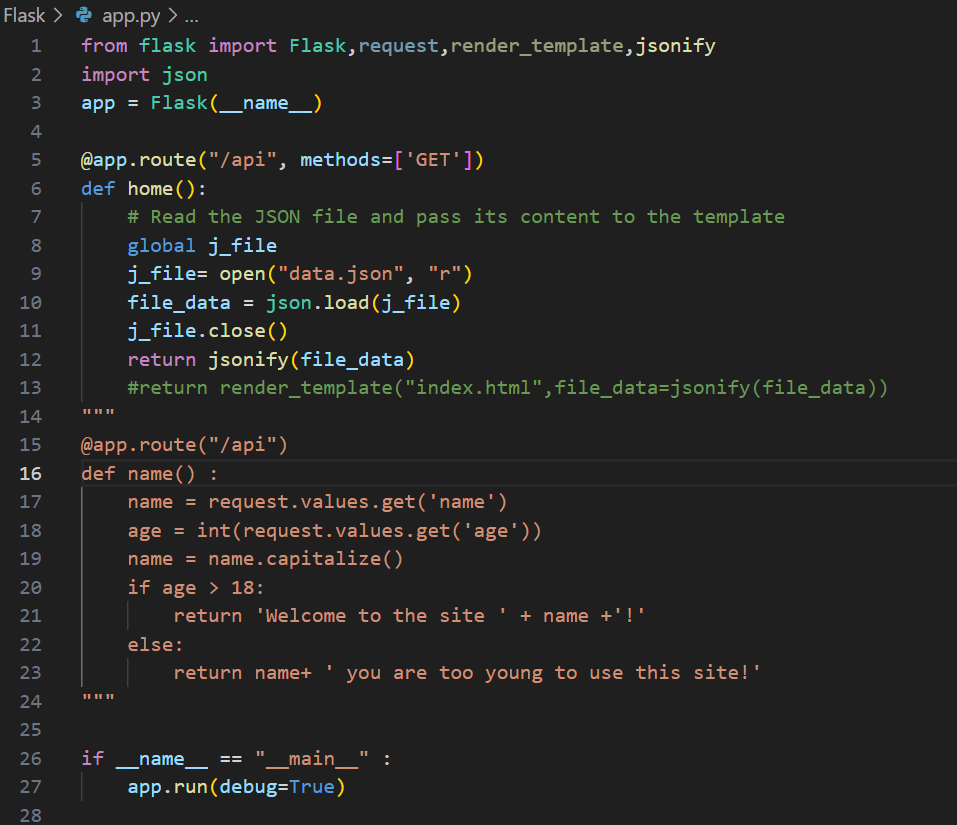 Flask > app.py > ...
1 from flask import Flask,request,render_template,jsonify
2 import json
3 app = Flask(__name__)
4
5 @app.route("/api", methods=['GET'])
6 def home():
7     # Read the JSON file and pass its content to the template
8     global j_file
9     j_file= open("data.json", "r")
10     file_data = json.load(j_file)
11     j_file.close()
12     return jsonify(file_data)
13     #return render_template("index.html",file_data=jsonify(file_data))
14 """
15 @app.route("/api")
16 def name() :
17     name = request.values.get('name')
18     age = int(request.values.get('age'))
19     name = name.capitalize()
20     if age > 18:
21         return 'Welcome to the site ' + name +'!'
22     else:
23         return name+ ' you are too young to use this site!'
24 """
25
26 if __name__ == "__main__" :
27     app.run(debug=True)
28